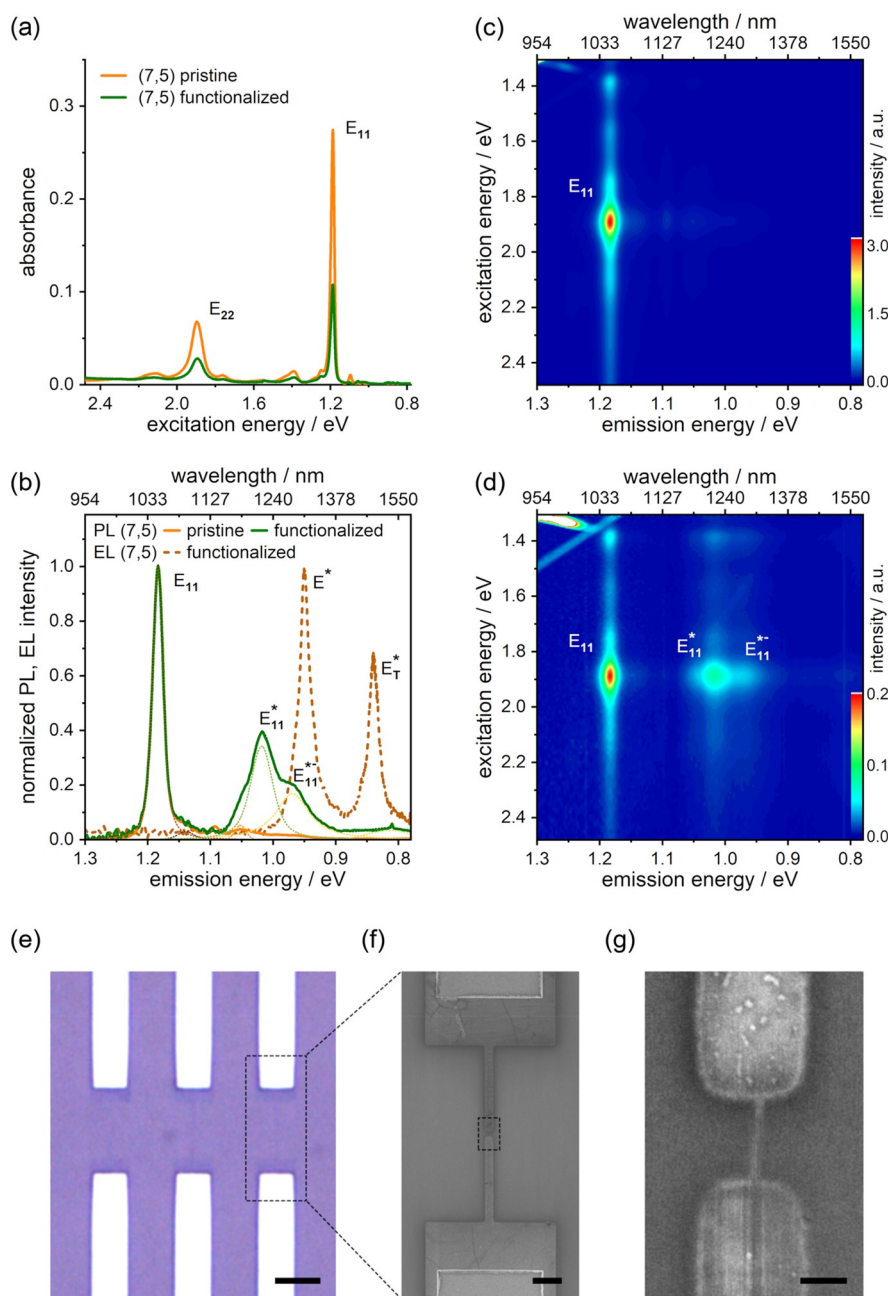 (a)
(7,5) pristine
(7,5) functionalized
E11
E22
0.3
0.2
0.1
0.0
absorbance
2.4 2.0 1.6 1.2 0.8
excitation energy / eV
(b)
wavelength / nm
954 1033 1127 1240 1378 1550
PL (7,5) pristine functionalized
EL (7,5) functionalized
E11
E*
E*T
E*11
E*-11
1.0
0.8
0.6
0.4
0.2
0.0
normalized PL, EL intensity
1.3 1.2 1.1 1.0 0.9 0.8
emission energy / eV
(c)
wavelength / nm
954 1033 1127 1240 1378 1550
1.4
1.6
1.8
2.0
2.2
2.4
excitation energy / eV
E11
intensity / a.u.
3.0
2.0
1.0
0.0
1.3 1.2 1.1 1.0 0.9 0.8
emission energy / eV
(d)
wavelength / nm
954 1033 1127 1240 1378 1550
1.4
1.6
1.8
2.0
2.2
2.4
excitation energy / eV
E11
E*11
E*-11
intensity / a.u.
0.2
0.1
0.0
1.3 1.2 1.1 1.0 0.9 0.8
emission energy / eV
(e)
(f)
(g)